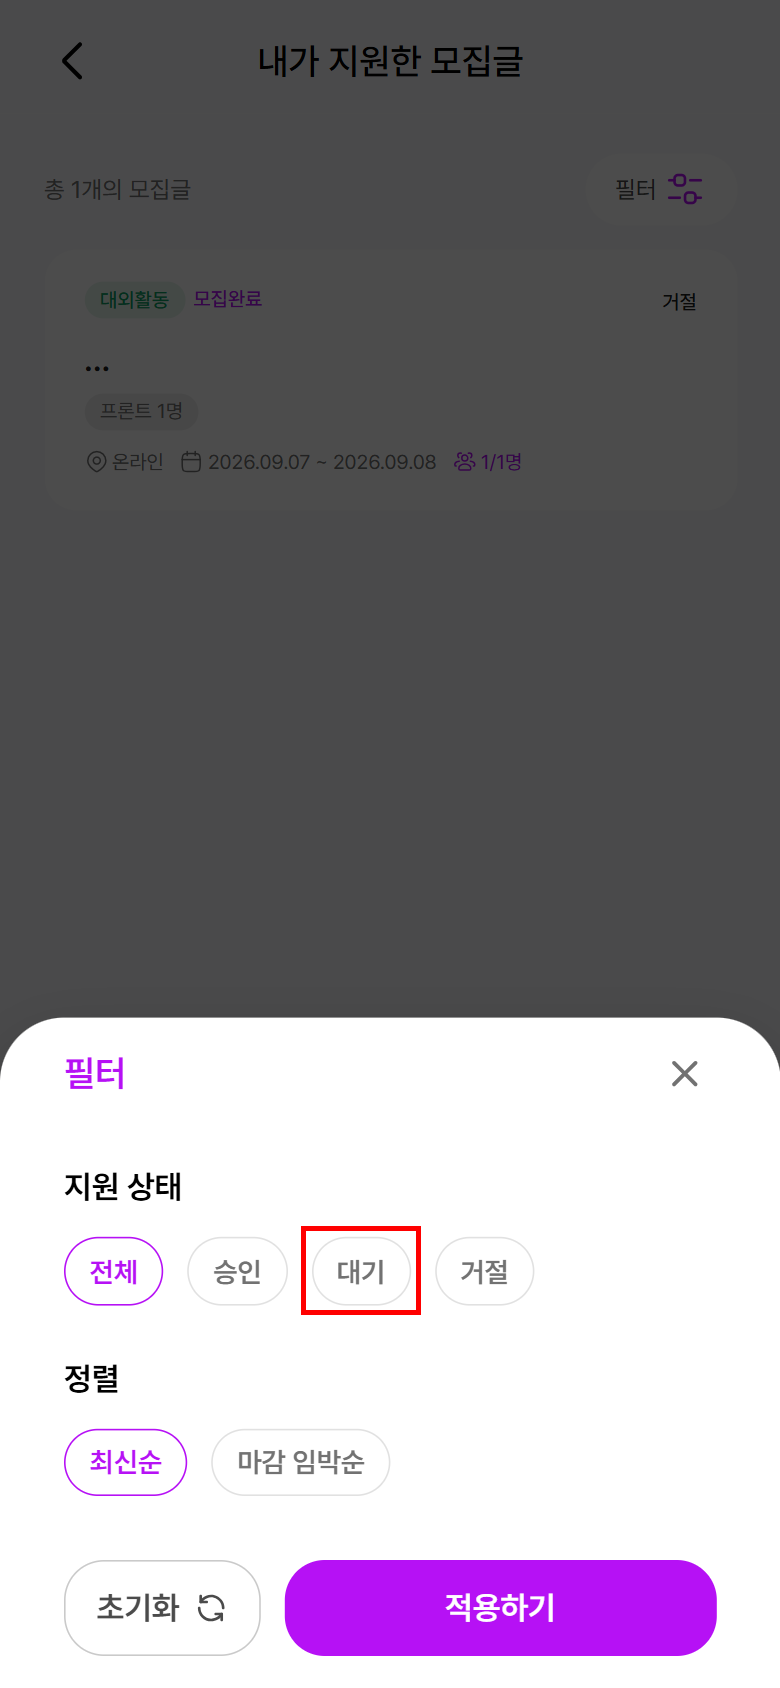 내가 지원한 모집글
총 1개의 모집글
필터
대외활동 모집완료
거절
...
프론트 1명
온라인 2026.09.07 ~ 2026.09.08 1/1명
필터
지원 상태
전체 승인 대기 거절
정렬
최신순 마감 임박순
초기화 적용하기